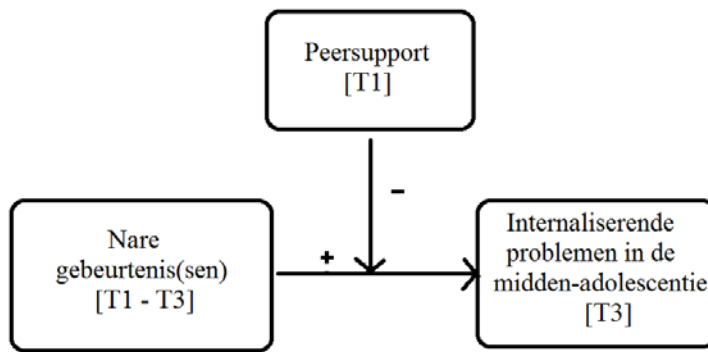 Peersupport
[T1]
−
Nare
gebeurtenis(sen)
[T1 - T3]
+
Internaliserende
problemen in de
midden-adolescentie
[T3]